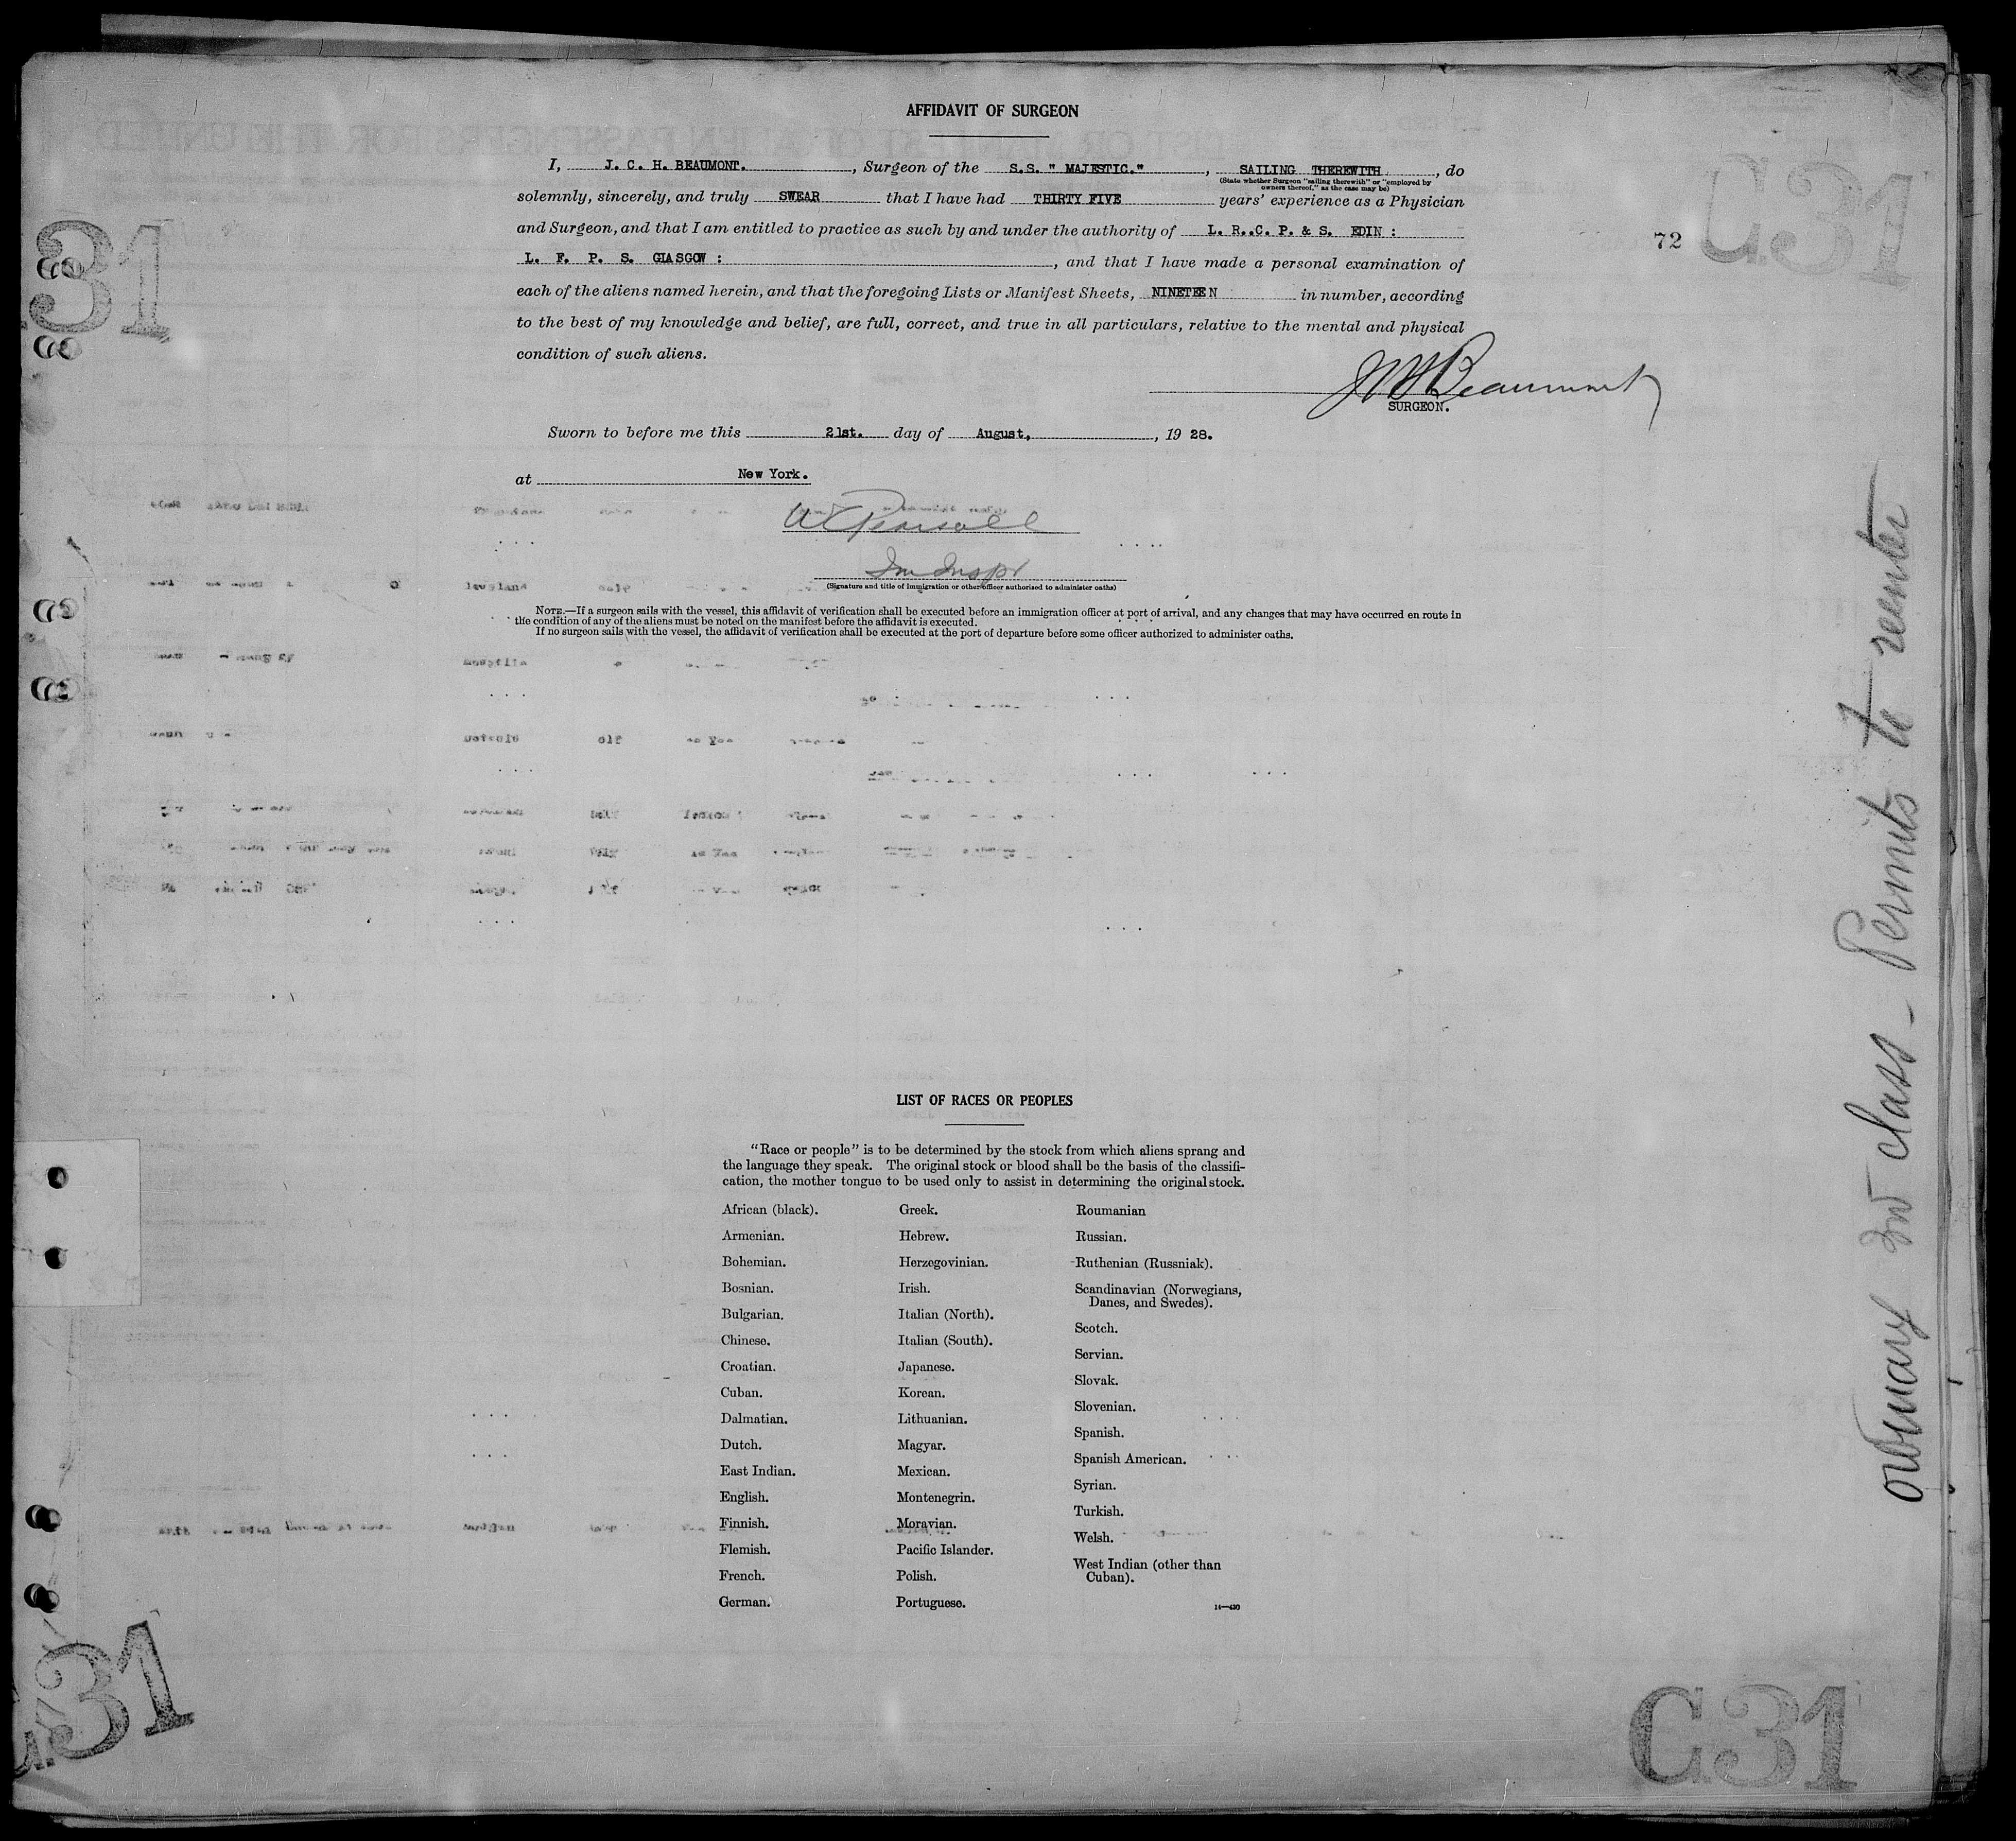 AFFIDAVIT OF SURGEON
I, J. C. H. BEAUMONT. , Surgeon of the S.S. " MAJESTIC." , SAILING THEREWITH , do
(State whether Surgeon "sailing therewith" or "employed by
owners thereof," as the case may be)
solemnly, sincerely, and truly SWEAR that I have had THIRTY FIVE years' experience as a Physician
and Surgeon, and that I am entitled to practice as such by and under the authority of L. R..C. P. & S. EDIN :
72
L. F. P. S. GLASGOW : , and that I have made a personal examination of
each of the aliens named herein, and that the foregoing Lists or Manifest Sheets, NINETEEN in number, according
to the best of my knowledge and belief, are full, correct, and true in all particulars, relative to the mental and physical
condition of such aliens.
Beaumont
SURGEON.
Sworn to before me this 21st. day of August, , 19 28.
at New York.
W Pearsall
Im Inspr
(Signature and title of immigration or other officer authorized to administer oaths)
NOTE.—If a surgeon sails with the vessel, this affidavit of verification shall be executed before an immigration officer at port of arrival, and any changes that may have occurred en route in
the condition of any of the aliens must be noted on the manifest before the affidavit is executed.
If no surgeon sails with the vessel, the affidavit of verification shall be executed at the port of departure before some officer authorized to administer oaths.
LIST OF RACES OR PEOPLES
"Race or people" is to be determined by the stock from which aliens sprang and
the language they speak. The original stock or blood shall be the basis of the classifi-
cation, the mother tongue to be used only to assist in determining the original stock.
African (black).
Armenian.
Bohemian.
Bosnian.
Bulgarian.
Chinese.
Croatian.
Cuban.
Dalmatian.
Dutch.
East Indian.
English.
Finnish.
Flemish.
French.
German.
Greek.
Hebrew.
Herzegovinian.
Irish.
Italian (North).
Italian (South).
Japanese.
Korean.
Lithuanian.
Magyar.
Mexican.
Montenegrin.
Moravian.
Pacific Islander.
Polish.
Portuguese.
Roumanian
Russian.
Ruthenian (Russniak).
Scandinavian (Norwegians,
Danes, and Swedes).
Scotch.
Servian.
Slovak.
Slovenian.
Spanish.
Spanish American.
Syrian.
Turkish.
Welsh.
West Indian (other than
Cuban).
14—430
class - Permits to reenter
C.31
31
31
C.31